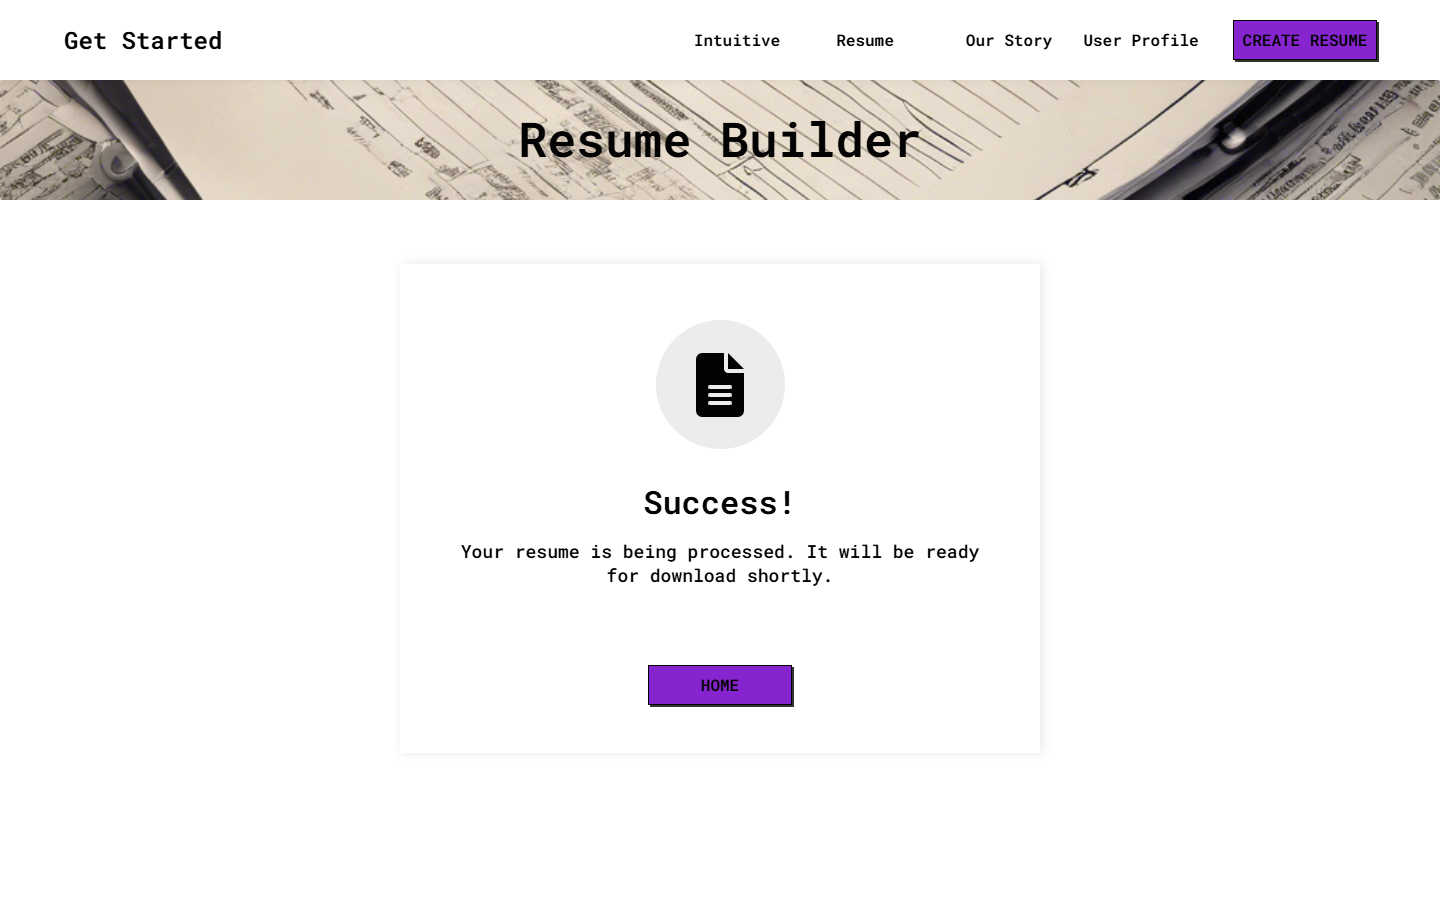 Get Started
Intuitive
Resume
Our Story
User Profile
CREATE RESUME
Resume Builder
Success!
Your resume is being processed. It will be ready
for download shortly.
HOME